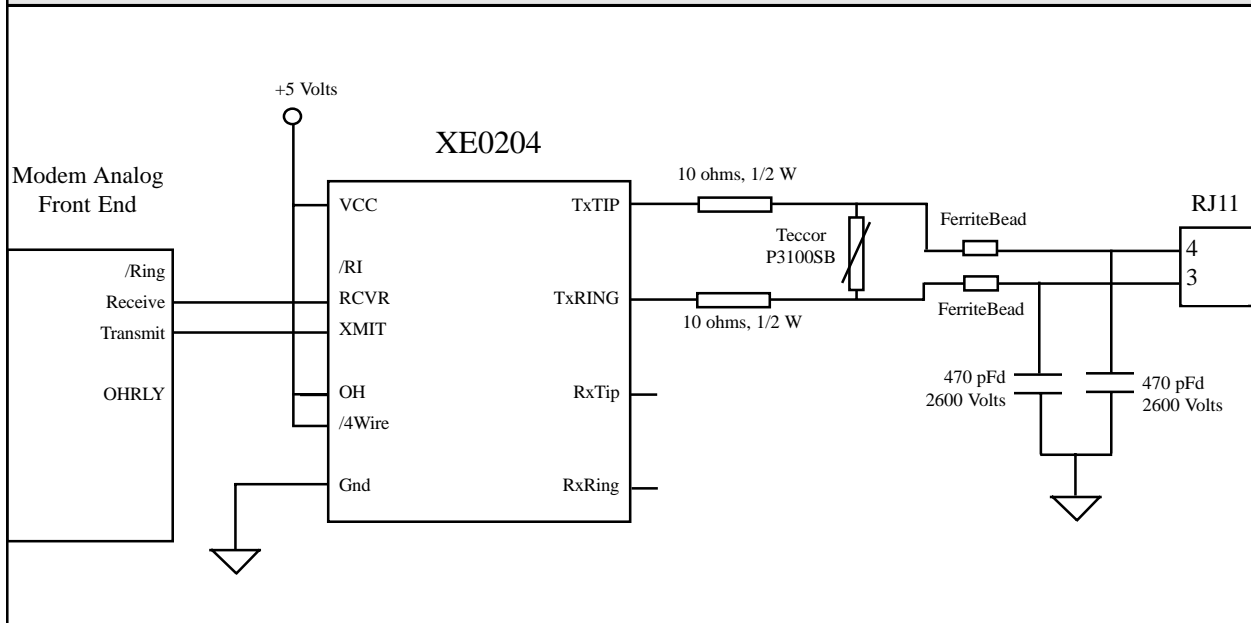 +5 Volts
XE0204
Modem Analog
Front End
/Ring
Receive
Transmit
OHRLY
VCC
/RI
RCVR
XMIT
OH
/4Wire
Gnd
TxTIP
TxRING
RxTip
RxRing
10 ohms, 1/2 W
Teccor
P3100SB
10 ohms, 1/2 W
FerriteBead
FerriteBead
RJ11
4
3
470 pFd
2600 Volts
470 pFd
2600 Volts